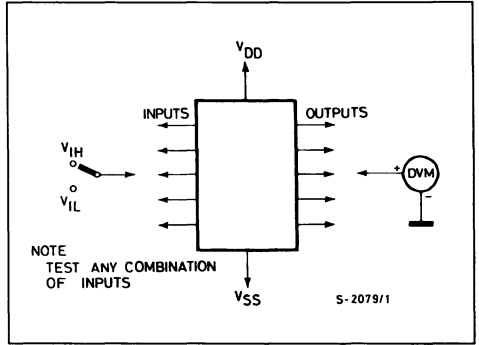 VDD
INPUTS
OUTPUTS
VIH
VIL
+
DVM
-
NOTE
TEST ANY COMBINATION
OF INPUTS
VSS
S-2079/1